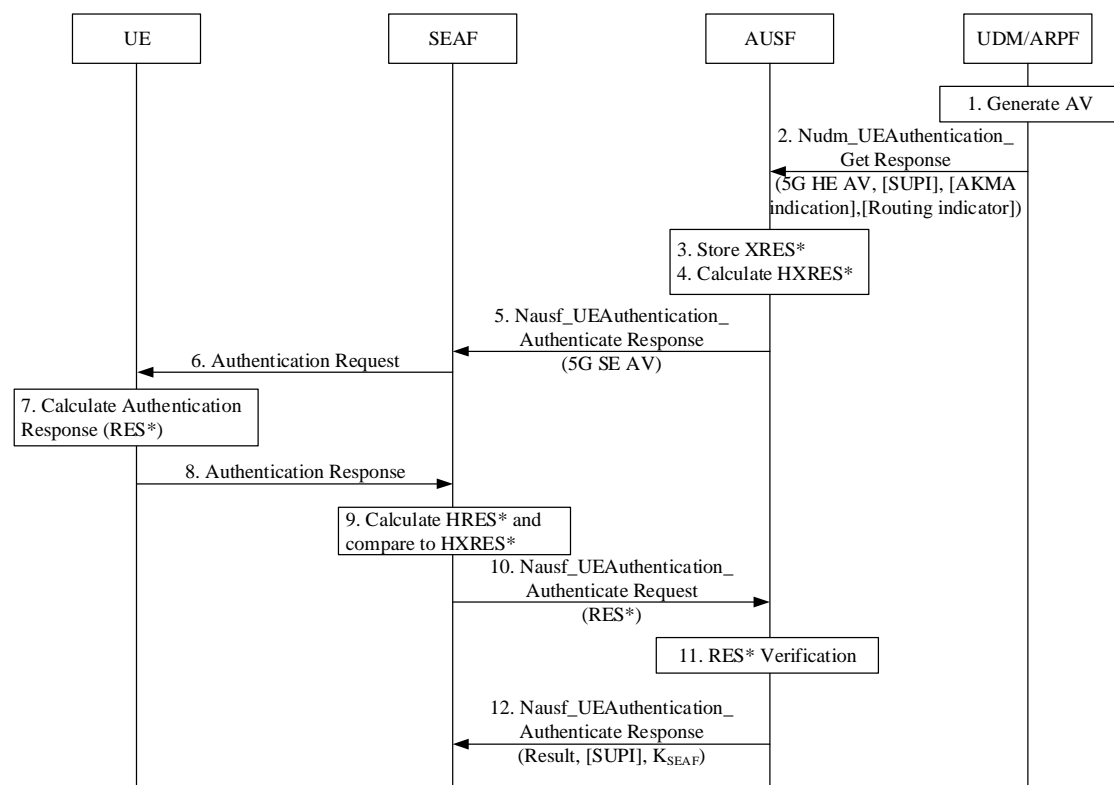 UE
SEAF
AUSF
UDM/ARPF
1. Generate AV
2. Nudm_UEAuthentication_
Get Response
(5G HE AV, [SUPI], [AKMA
indication],[Routing indicator])
3. Store XRES*
4. Calculate HXRES*
5. Nausf_UEAuthentication_
Authenticate Response
(5G SE AV)
6. Authentication Request
7. Calculate Authentication
Response (RES*)
8. Authentication Response
9. Calculate HRES* and
compare to HXRES*
10. Nausf_UEAuthentication_
Authenticate Request
(RES*)
11. RES* Verification
12. Nausf_UEAuthentication_
Authenticate Response
(Result, [SUPI], KSEAF)